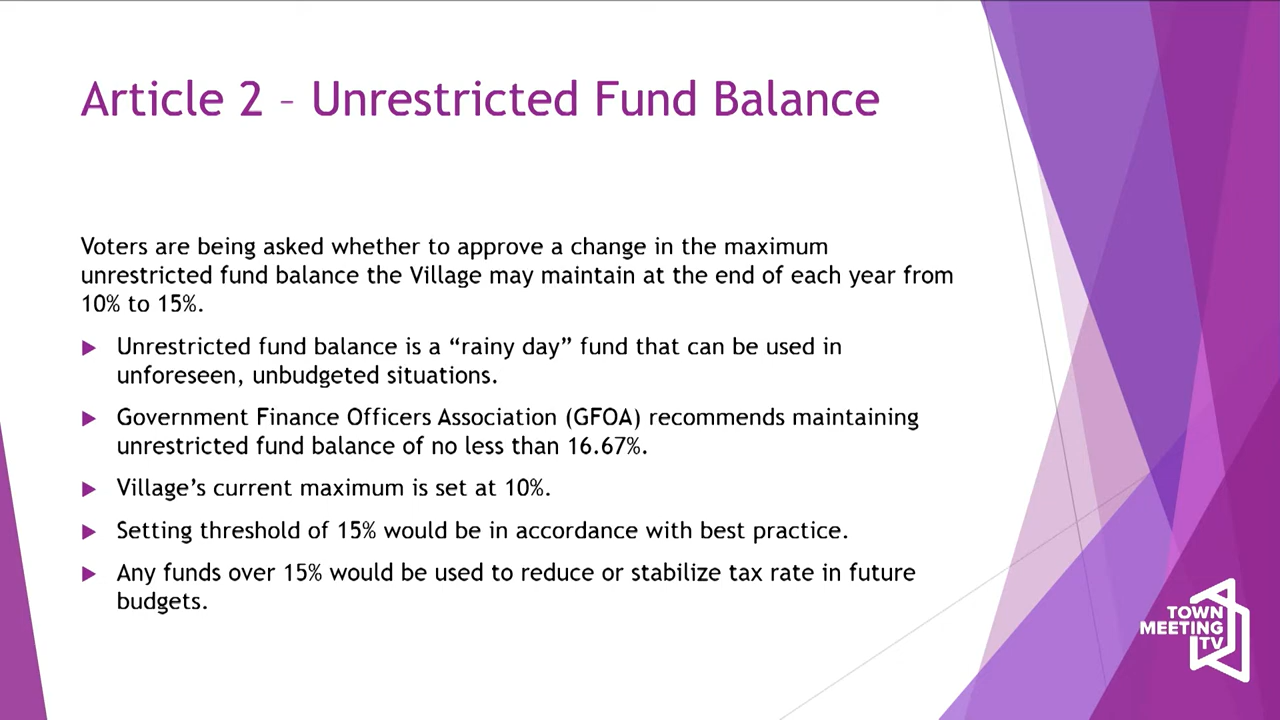 Article 2 – Unrestricted Fund Balance
Voters are being asked whether to approve a change in the maximum
unrestricted fund balance the Village may maintain at the end of each year from
10% to 15%.
Unrestricted fund balance is a “rainy day” fund that can be used in
unforeseen, unbudgeted situations.
Government Finance Officers Association (GFOA) recommends maintaining
unrestricted fund balance of no less than 16.67%.
Village’s current maximum is set at 10%.
Setting threshold of 15% would be in accordance with best practice.
Any funds over 15% would be used to reduce or stabilize tax rate in future
budgets.
TOWN
MEETING
TV